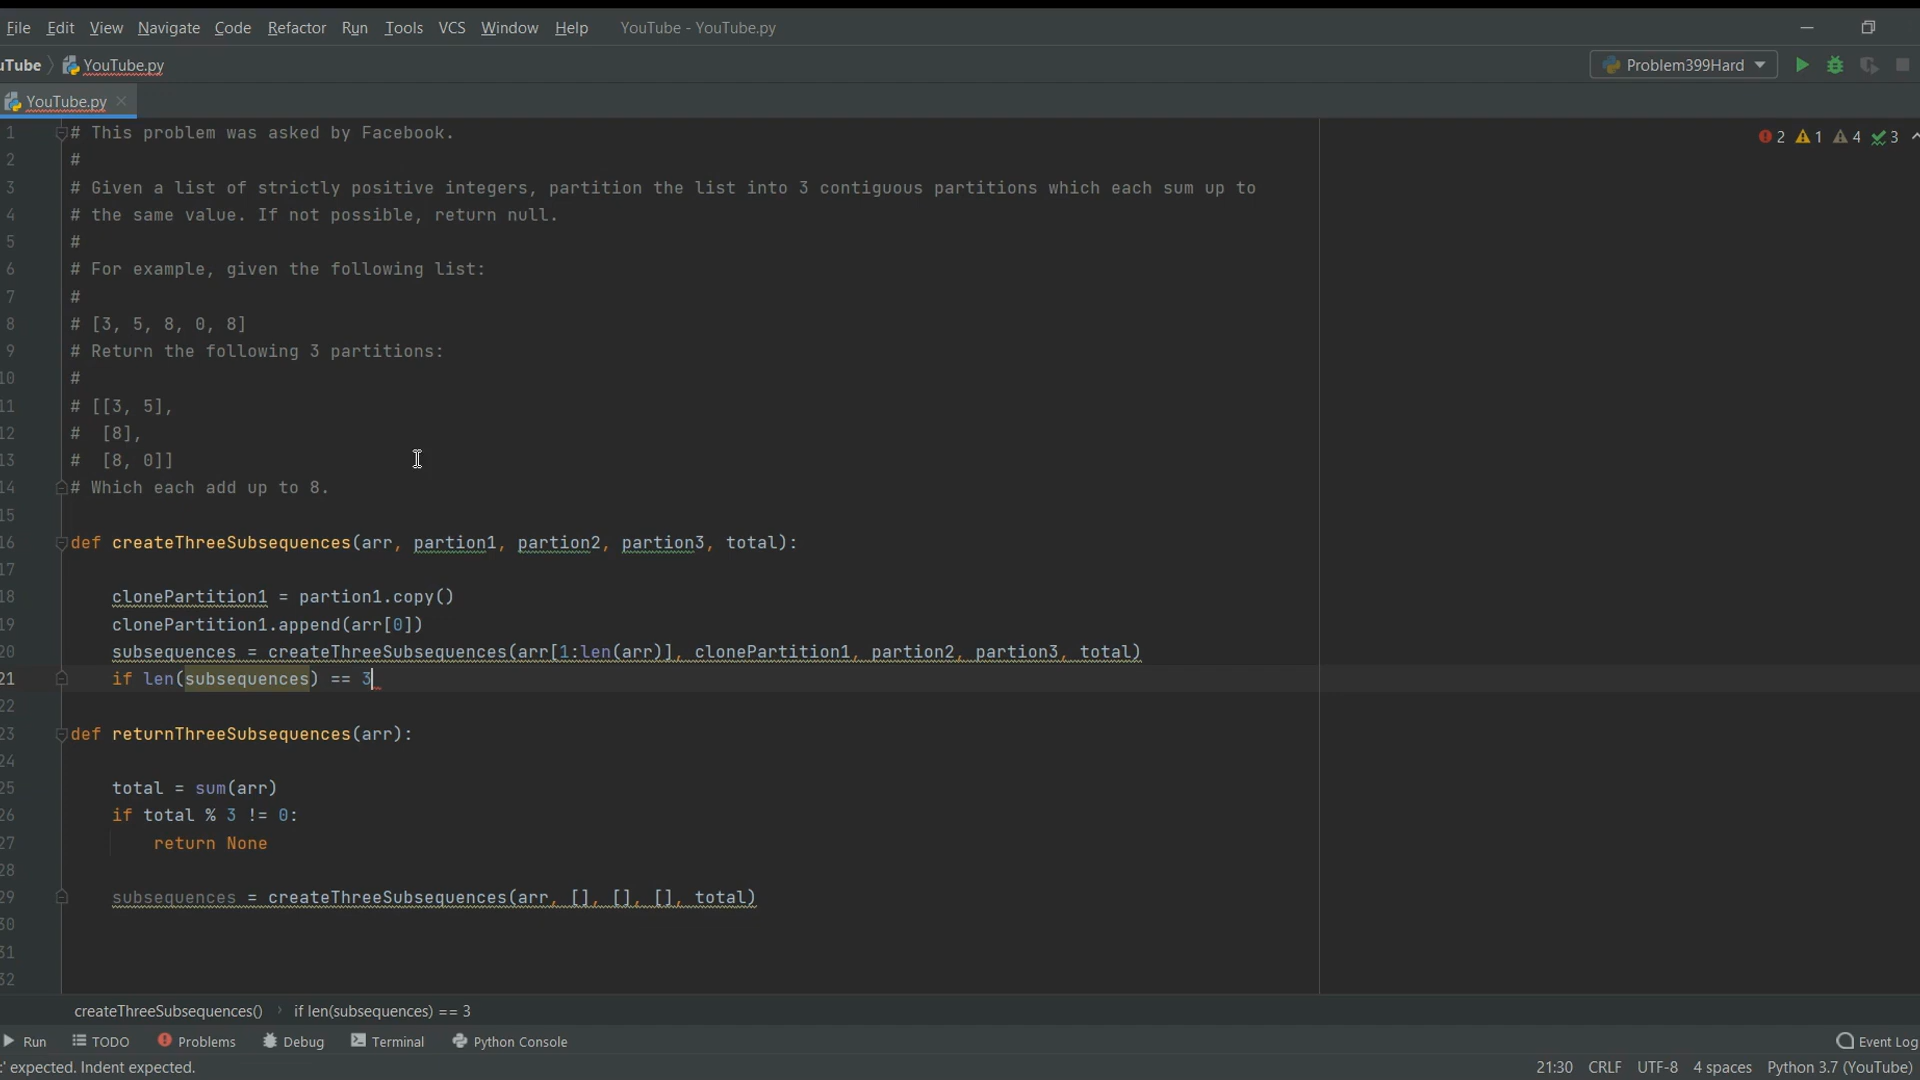 File Edit View Navigate Code Refactor Run Tools VCS Window Help YouTube - YouTube.py
uTube YouTube.py Problem399Hard
YouTube.py
1 # This problem was asked by Facebook. 2 1 4 3
2 #
3 # Given a list of strictly positive integers, partition the list into 3 contiguous partitions which each sum up to
4 # the same value. If not possible, return null.
5 #
6 # For example, given the following list:
7 #
8 # [3, 5, 8, 0, 8]
9 # Return the following 3 partitions:
10 #
11 # [[3, 5],
12 #  [8],
13 #  [8, 0]]
14 # Which each add up to 8.
15
16 def createThreeSubsequences(arr, partion1, partion2, partion3, total):
17
18     clonePartition1 = partion1.copy()
19     clonePartition1.append(arr[0])
20     subsequences = createThreeSubsequences(arr[1:len(arr)], clonePartition1, partion2, partion3, total)
21     if len(subsequences) == 3
22
23 def returnThreeSubsequences(arr):
24
25     total = sum(arr)
26     if total % 3 != 0:
27         return None
28
29     subsequences = createThreeSubsequences(arr, [], [], [], total)
30
31
32
createThreeSubsequences() if len(subsequences) == 3
Run TODO Problems Debug Terminal Python Console Event Log
:' expected. Indent expected. 21:30 CRLF UTF-8 4 spaces Python 3.7 (YouTube)